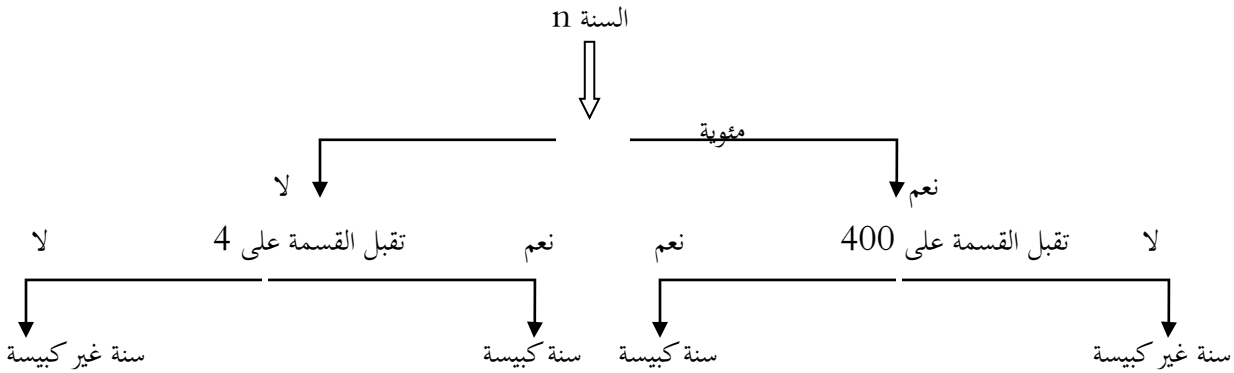 السنة n
مئوية
نعم لا
لا تقبل القسمة على 400 نعم نعم تقبل القسمة على 4 لا
سنة غير كبيسة سنة كبيسة سنة كبيسة سنة غير كبيسة